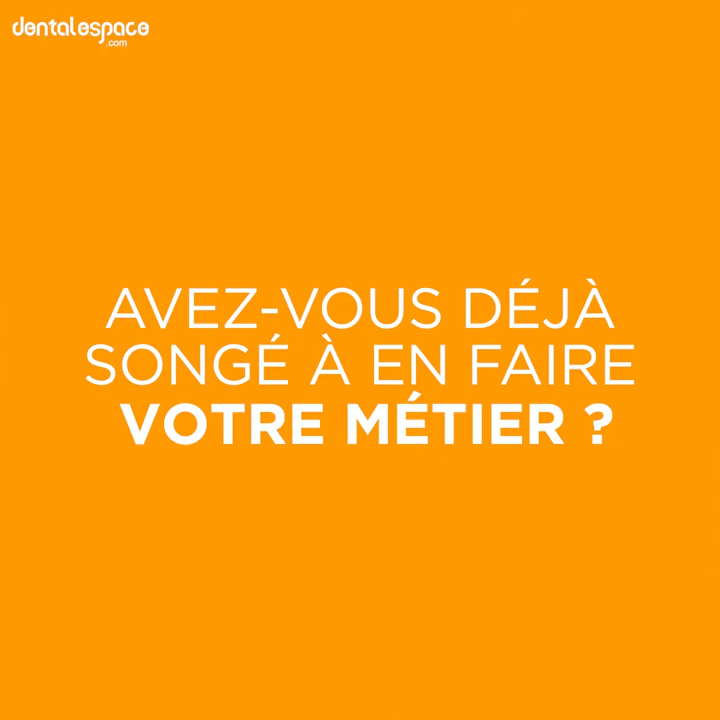 dentalespace
.com
AVEZ-VOUS DÉJÀ
SONGÉ À EN FAIRE
VOTRE MÉTIER ?